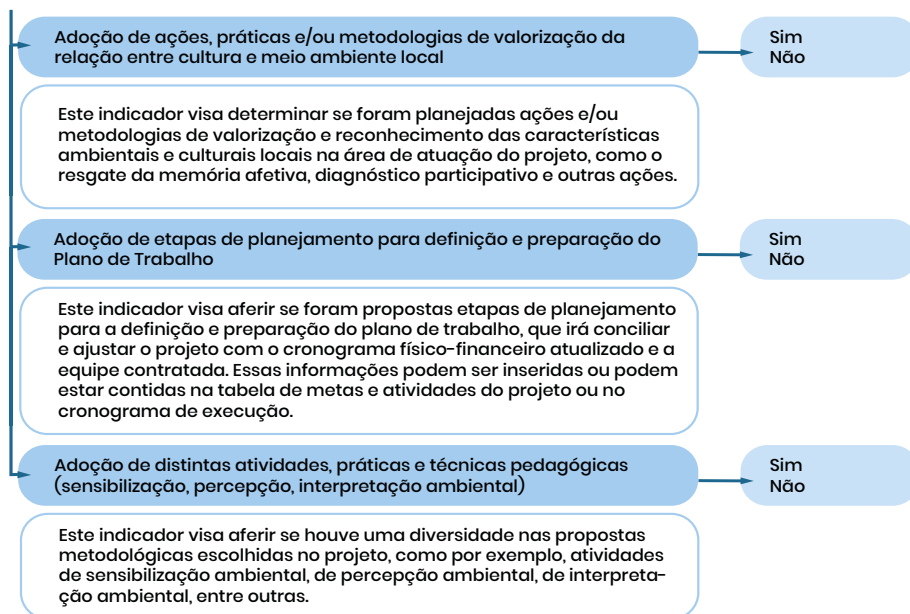 Adoção de ações, práticas e/ou metodologias de valorização da
relação entre cultura e meio ambiente local
Sim
Não
Este indicador visa determinar se foram planejadas ações e/ou
metodologias de valorização e reconhecimento das características
ambientais e culturais locais na área de atuação do projeto, como o
resgate da memória afetiva, diagnóstico participativo e outras ações.
Adoção de etapas de planejamento para definição e preparação do
Plano de Trabalho
Sim
Não
Este indicador visa aferir se foram propostas etapas de planejamento
para a definição e preparação do plano de trabalho, que irá conciliar
e ajustar o projeto com o cronograma físico-financeiro atualizado e a
equipe contratada. Essas informações podem ser inseridas ou podem
estar contidas na tabela de metas e atividades do projeto ou no
cronograma de execução.
Adoção de distintas atividades, práticas e técnicas pedagógicas
(sensibilização, percepção, interpretação ambiental)
Sim
Não
Este indicador visa aferir se houve uma diversidade nas propostas
metodológicas escolhidas no projeto, como por exemplo, atividades
de sensibilização ambiental, de percepção ambiental, de interpreta-
ção ambiental, entre outras.